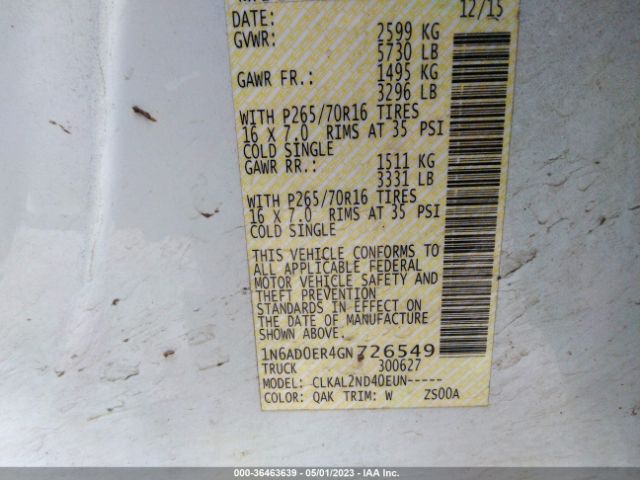 DATE: 12/15
GVWR: 2599 KG
5730 LB
GAWR FR.: 1495 KG
3296 LB
WITH P265/70R16 TIRES
16 X 7.0 RIMS AT 35 PSI
COLD SINGLE
GAWR RR.: 1511 KG
3331 LB
WITH P265/70R16 TIRES
16 X 7.0 RIMS AT 35 PSI
COLD SINGLE
THIS VEHICLE CONFORMS TO
ALL APPLICABLE FEDERAL
MOTOR VEHICLE SAFETY AND
THEFT PREVENTION
STANDARDS IN EFFECT ON
THE DATE OF MANUFACTURE
SHOWN ABOVE.
1N6AD0ER4GN726549
TRUCK 300627
MODEL: CLKAL2ND40EUN-----
COLOR: QAK TRIM: W ZS00A
000-36463639 - 05/01/2023 - IAA Inc.